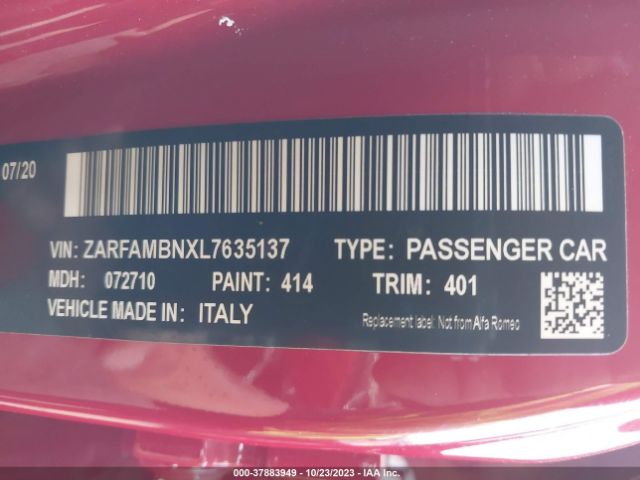 07/20
VIN: ZARFAMBNXL7635137 TYPE: PASSENGER CAR
MDH: 072710 PAINT: 414 TRIM: 401
VEHICLE MADE IN: ITALY
Replacement label: Not from Alfa Romeo
000-37883949 - 10/23/2023 - IAA Inc.